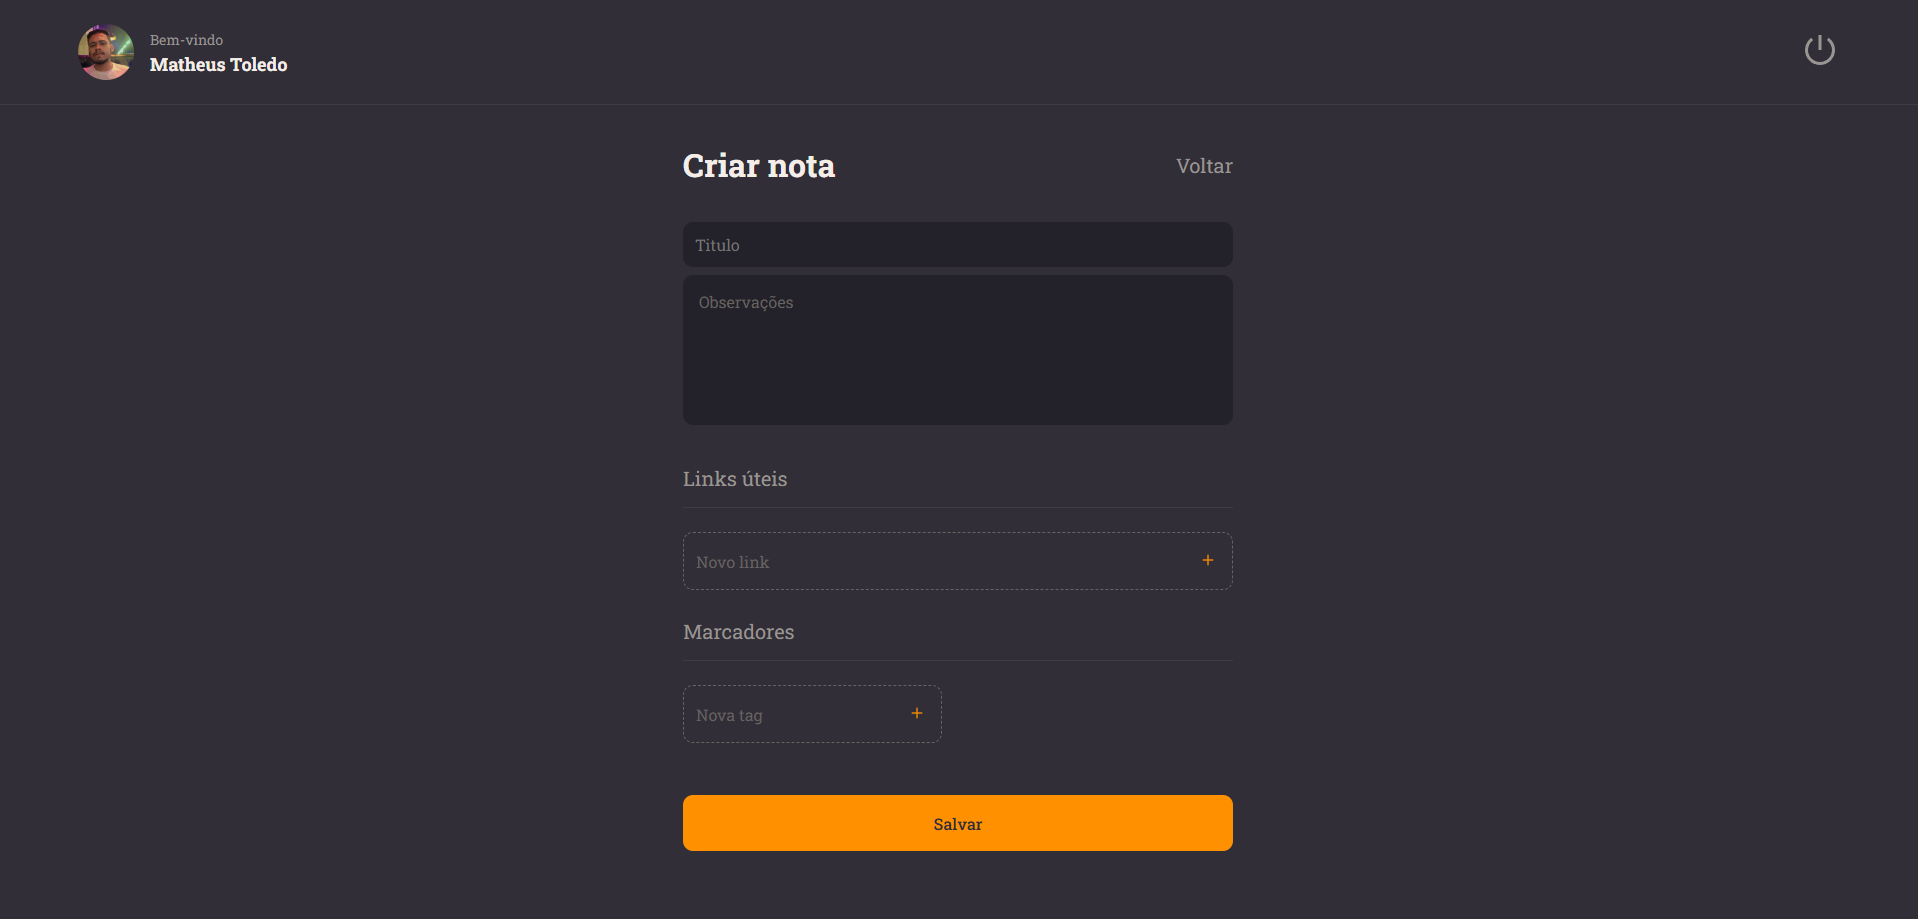 Bem-vindo
Matheus Toledo
Criar nota
Voltar
Titulo
Observações
Links úteis
Novo link
+
Marcadores
Nova tag
+
Salvar